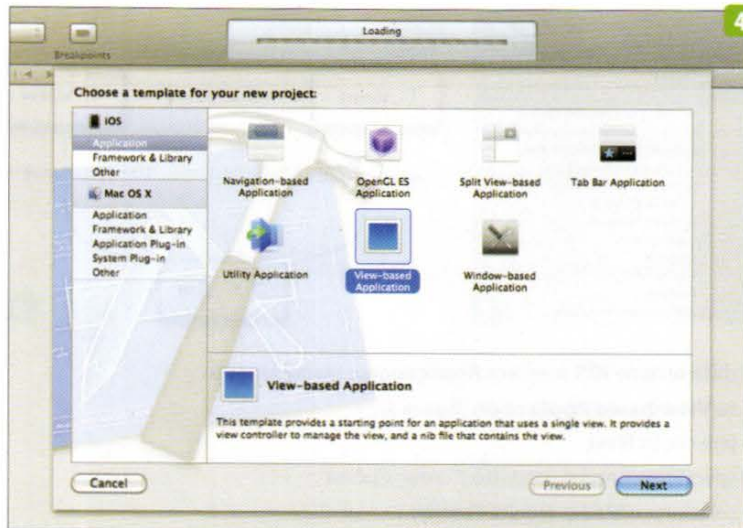 4
Loading
Breakpoints
Choose a template for your new project:
iOS
Application
Framework & Library
Other
Mac OS X
Application
Framework & Library
Application Plug-in
System Plug-in
Other
Navigation-based
Application
OpenGL ES
Application
Split View-based
Application
Tab Bar Application
Utility Application
View-based
Application
Window-based
Application
View-based Application
This template provides a starting point for an application that uses a single view. It provides a
view controller to manage the view, and a nib file that contains the view.
Cancel
Previous
Next